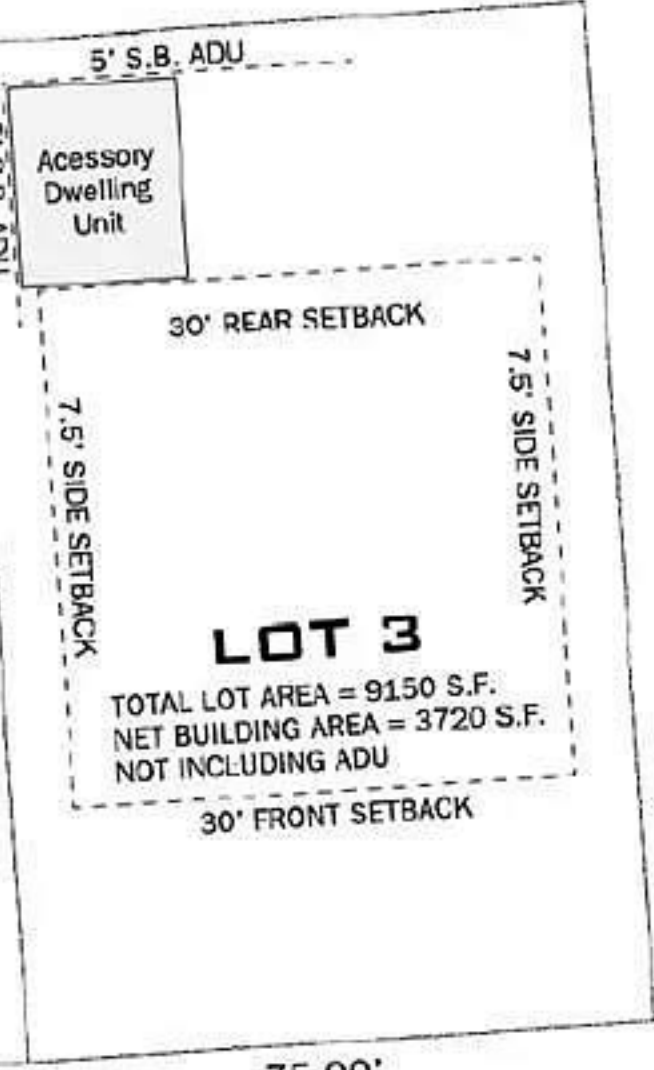 5' S.B. ADU
Acessory
Dwelling
Unit
30' REAR SETBACK
7.5' SIDE SETBACK
7.5' SIDE SETBACK
LOT 3
TOTAL LOT AREA = 9150 S.F.
NET BUILDING AREA = 3720 S.F.
NOT INCLUDING ADU
30' FRONT SETBACK